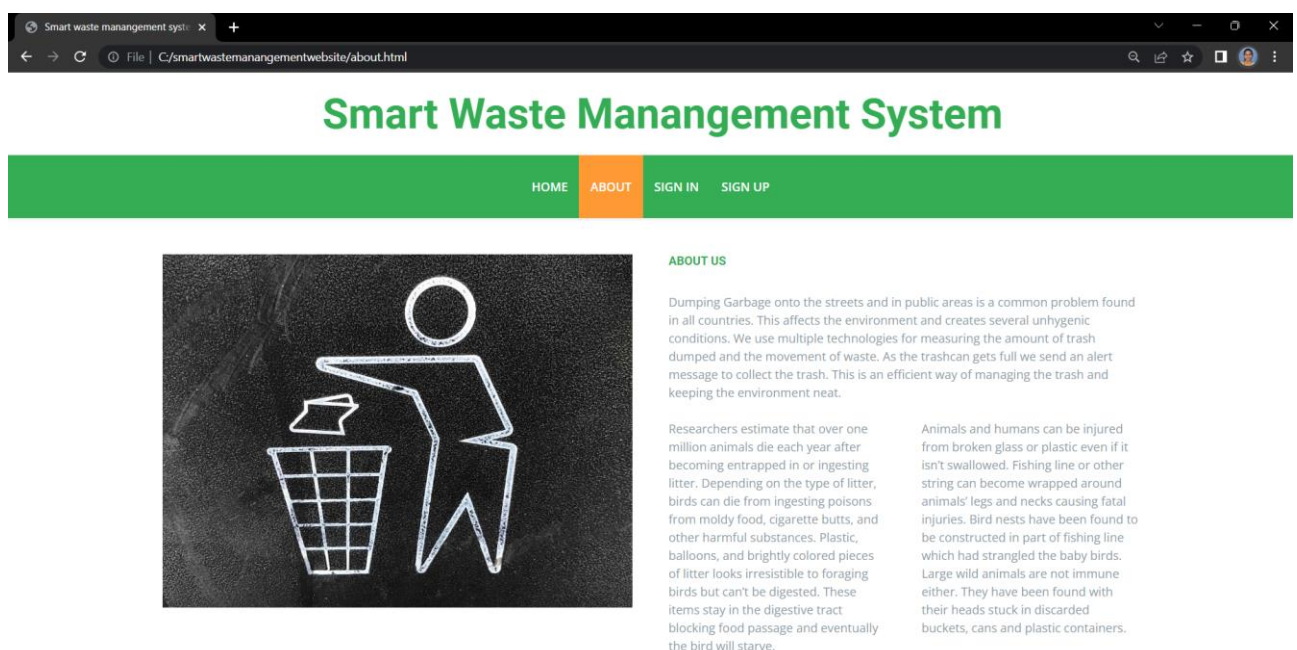 Smart waste manangement syste
File | C:/smartwastemanangementwebsite/about.html
Smart Waste Manangement System
HOME ABOUT SIGN IN SIGN UP
ABOUT US
Dumping Garbage onto the streets and in public areas is a common problem found
in all countries. This affects the environment and creates several unhygenic
conditions. We use multiple technologies for measuring the amount of trash
dumped and the movement of waste. As the trashcan gets full we send an alert
message to collect the trash. This is an efficient way of managing the trash and
keeping the environment neat.
Researchers estimate that over one
million animals die each year after
becoming entrapped in or ingesting
litter. Depending on the type of litter,
birds can die from ingesting poisons
from moldy food, cigarette butts, and
other harmful substances. Plastic,
balloons, and brightly colored pieces
of litter looks irresistible to foraging
birds but can't be digested. These
items stay in the digestive tract
blocking food passage and eventually
the bird will starve.
Animals and humans can be injured
from broken glass or plastic even if it
isn't swallowed. Fishing line or other
string can become wrapped around
animals' legs and necks causing fatal
injuries. Bird nests have been found to
be constructed in part of fishing line
which had strangled the baby birds.
Large wild animals are not immune
either. They have been found with
their heads stuck in discarded
buckets, cans and plastic containers.